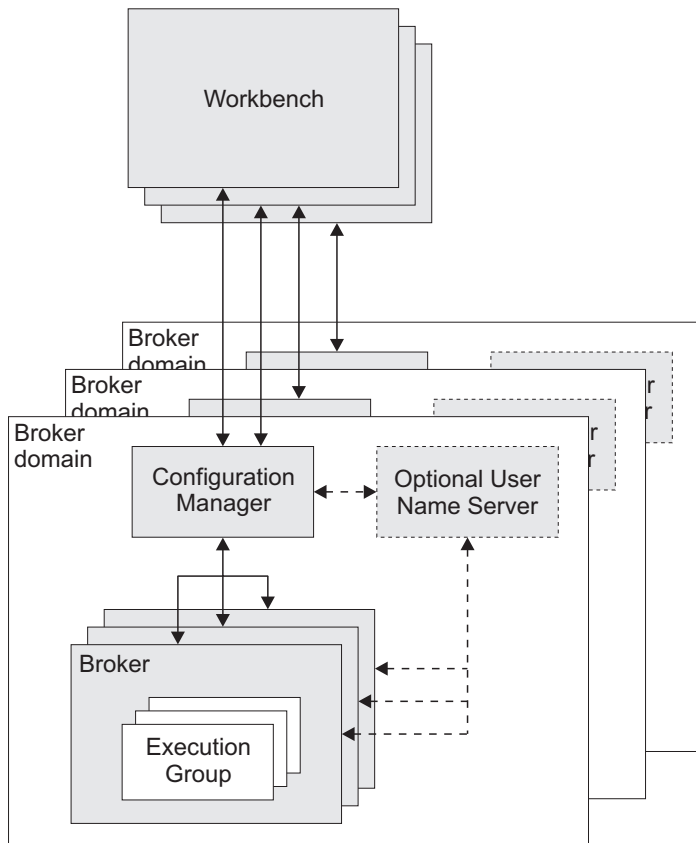 Workbench
Broker
domain
Broker
domain
Broker
domain
Configuration
Manager
Optional User
Name Server
Broker
Execution
Group